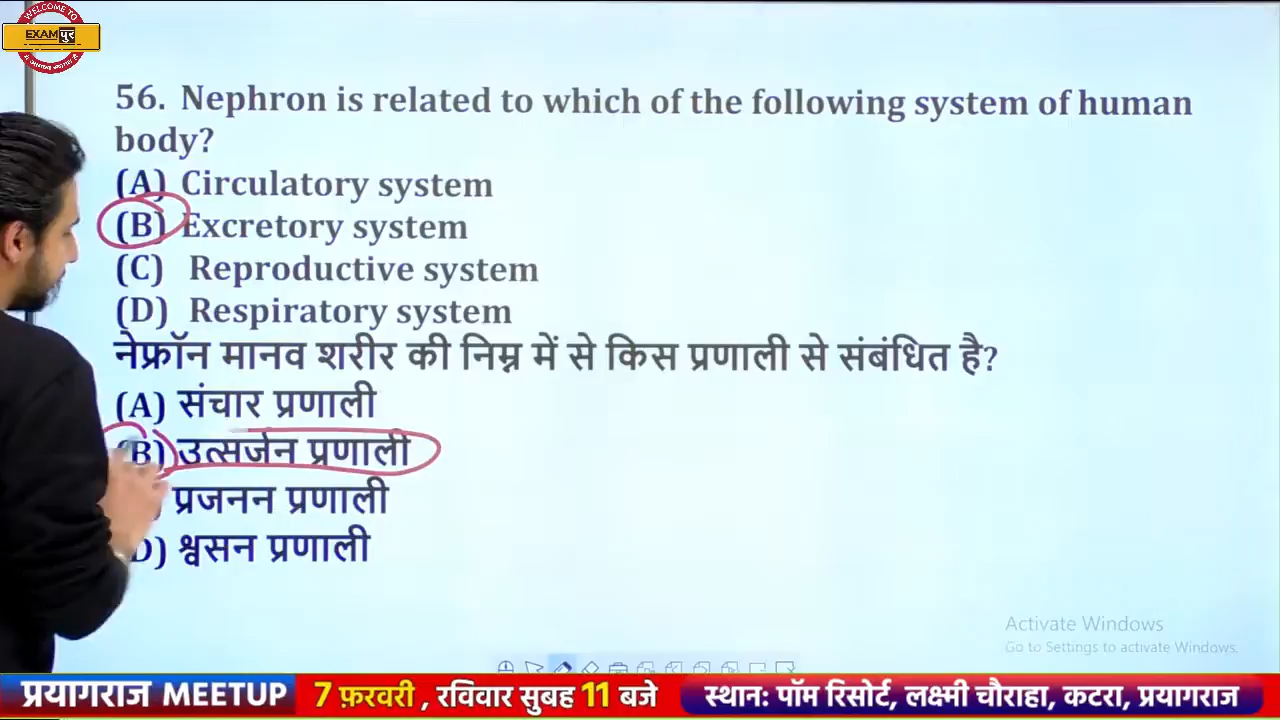 WELCOME TO
EXAMपुर
56. Nephron is related to which of the following system of human
body?
(A) Circulatory system
(B) Excretory system
(C) Reproductive system
(D) Respiratory system
नेफ्रॉन मानव शरीर की निम्न में से किस प्रणाली से संबंधित है?
(A) संचार प्रणाली
(B) उत्सर्जन प्रणाली
प्रजनन प्रणाली
D) श्वसन प्रणाली
Activate Windows
Go to Settings to activate Windows.
प्रयागराज MEETUP 7 फ़रवरी , रविवार सुबह 11 बजे स्थान: पॉम रिसोर्ट, लक्ष्मी चौराहा, कटरा, प्रयागराज